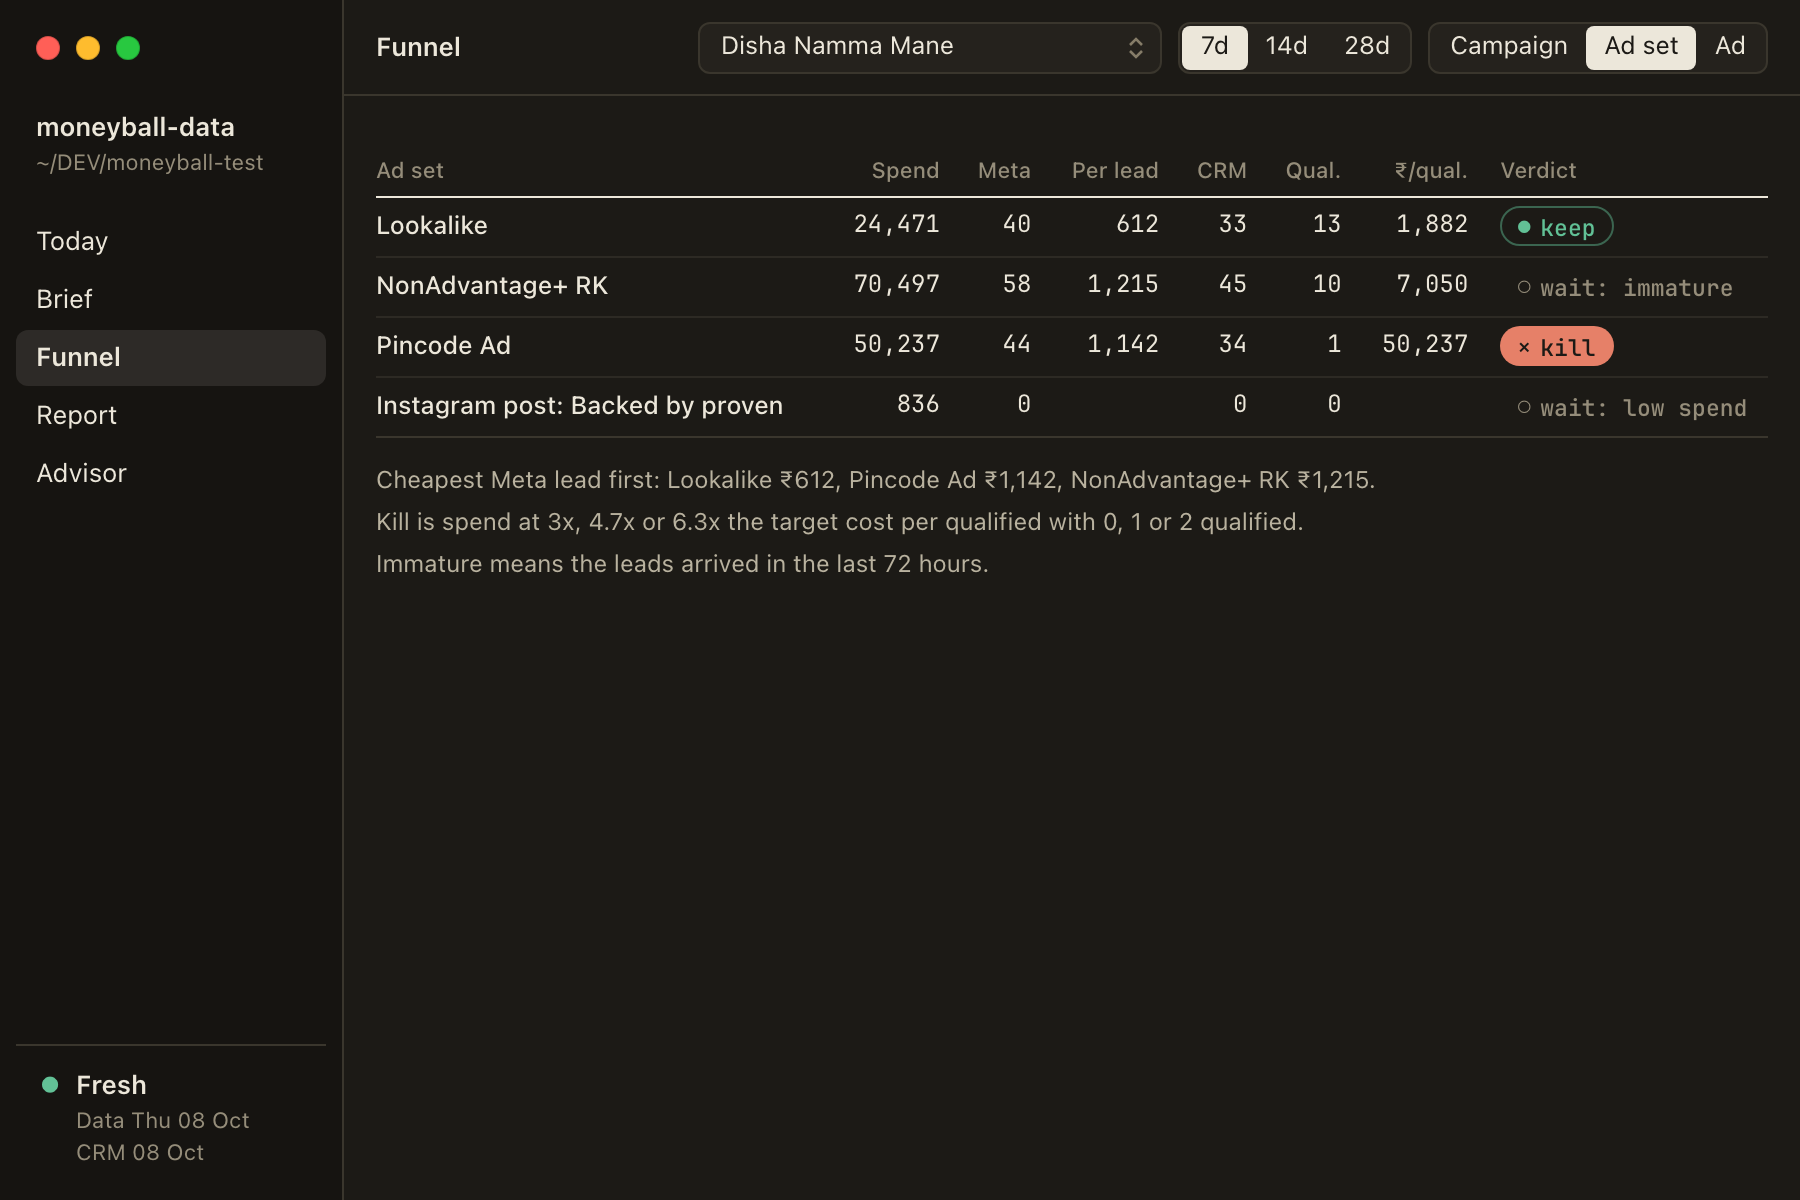 Funnel
Disha Namma Mane
7d 14d 28d
Campaign Ad set Ad
moneyball-data
~/DEV/moneyball-test
Today
Brief
Funnel
Report
Advisor
Ad set Spend Meta Per lead CRM Qual. ₹/qual. Verdict
Lookalike 24,471 40 612 33 13 1,882 keep
NonAdvantage+ RK 70,497 58 1,215 45 10 7,050 wait: immature
Pincode Ad 50,237 44 1,142 34 1 50,237 × kill
Instagram post: Backed by proven 836 0 0 0 wait: low spend
Cheapest Meta lead first: Lookalike ₹612, Pincode Ad ₹1,142, NonAdvantage+ RK ₹1,215.
Kill is spend at 3x, 4.7x or 6.3x the target cost per qualified with 0, 1 or 2 qualified.
Immature means the leads arrived in the last 72 hours.
Fresh
Data Thu 08 Oct
CRM 08 Oct